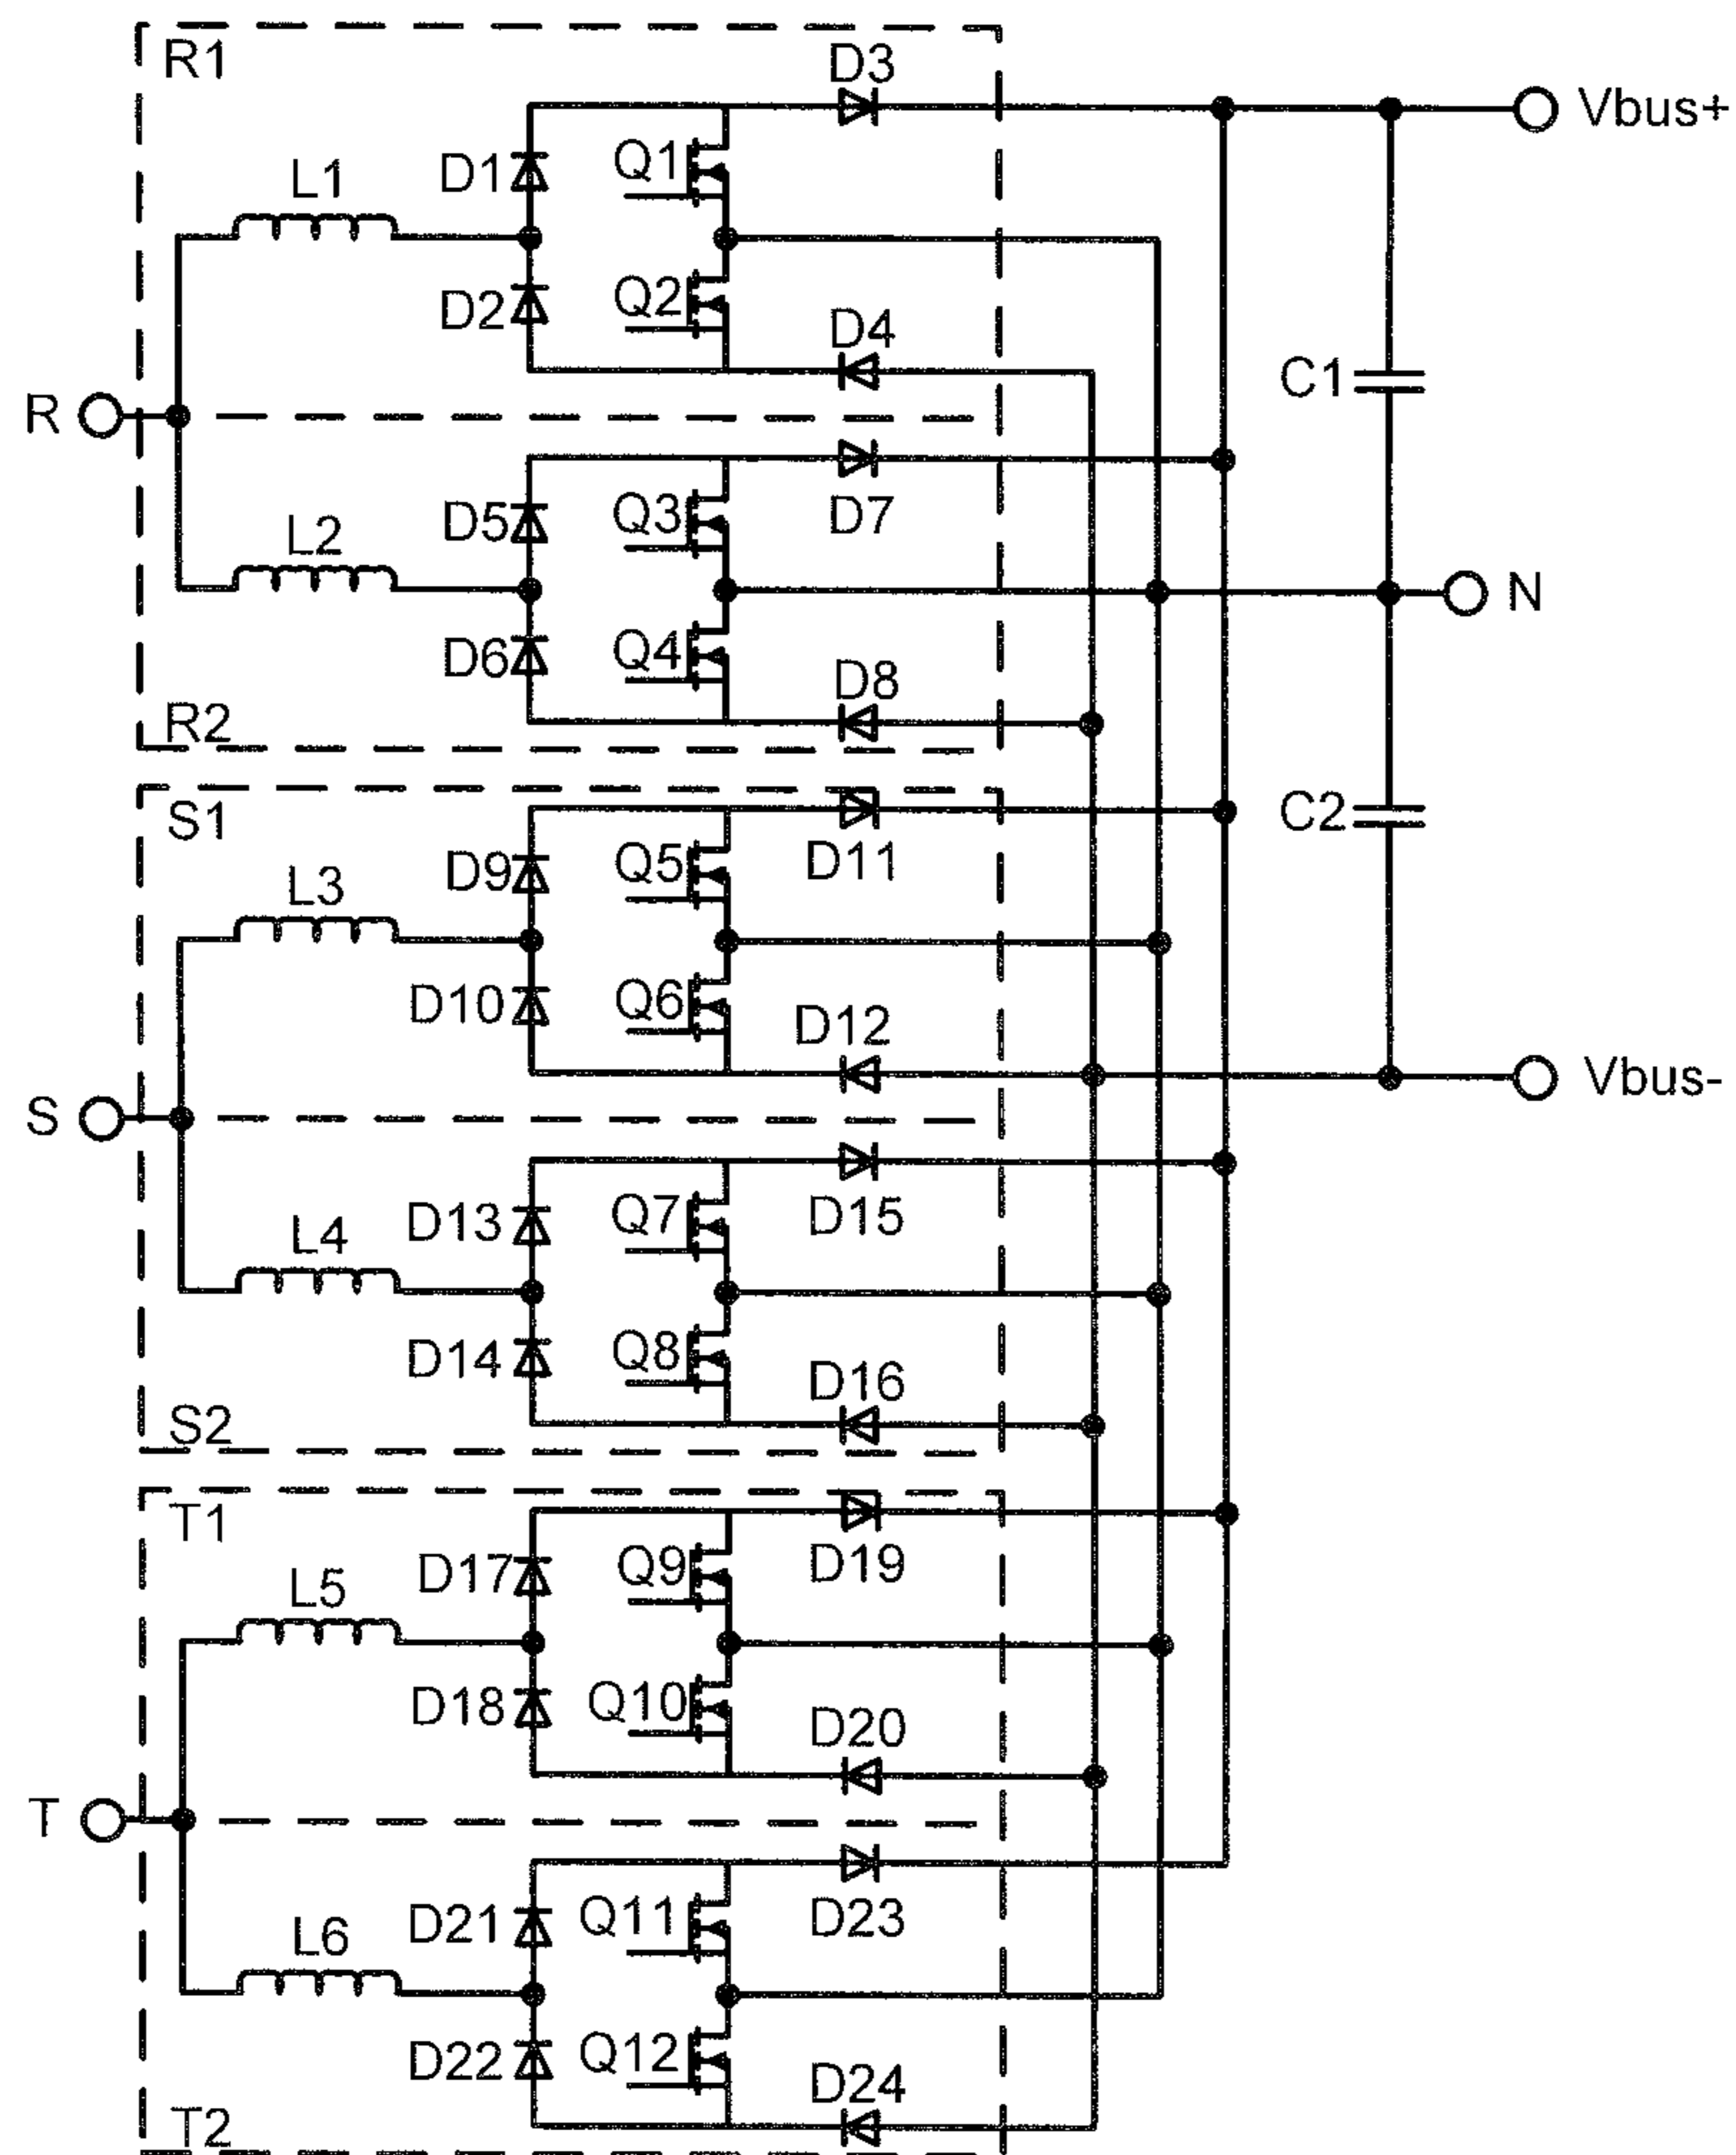 R1
D3
Vbus+
L1
D1
Q1
D2
Q2
D4
C1
R
D7
L2
D5
Q3
N
D6
Q4
D8
R2
S1
C2
D11
L3
D9
Q5
D10
Q6
D12
Vbus-
S
D15
L4
D13
Q7
D14
Q8
D16
S2
T1
D19
L5
D17
Q9
D18
Q10
D20
T
D23
L6
D21
Q11
D22
Q12
D24
T2